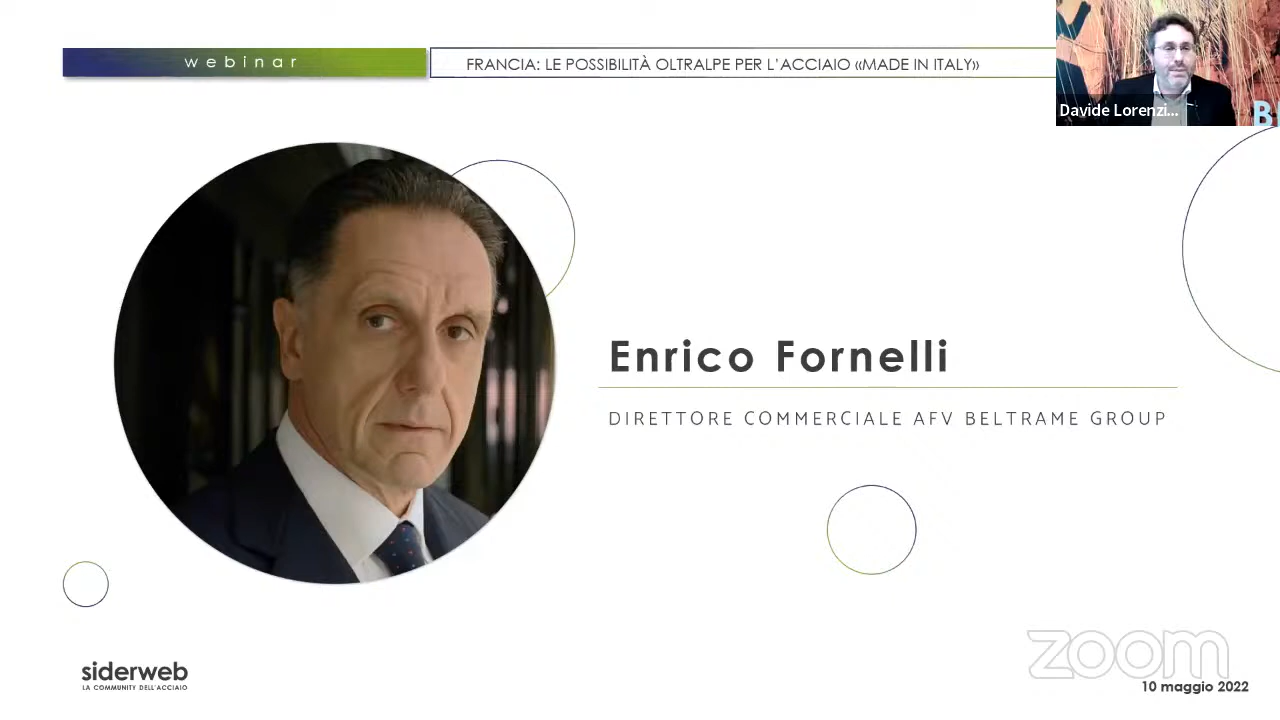 webinar
FRANCIA: LE POSSIBILITÀ OLTRALPE PER L'ACCIAIO «MADE IN ITALY»
Davide Lorenzi...
B
Enrico Fornelli
DIRETTORE COMMERCIALE AFV BELTRAME GROUP
siderweb
LA COMMUNITY DELL'ACCIAIO
zoom
10 maggio 2022